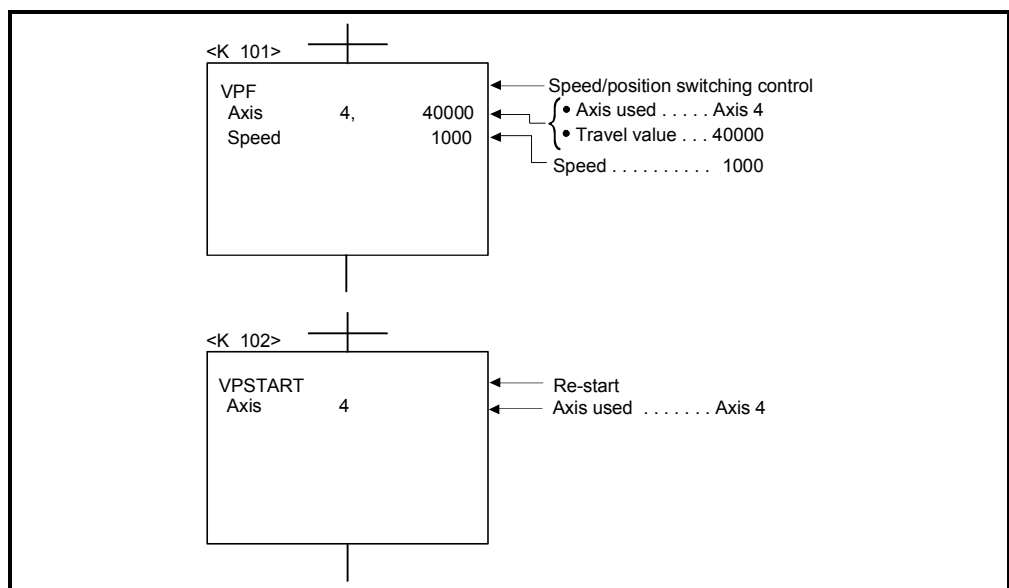 <K 101>
VPF
Axis 4, 40000
Speed 1000
Speed/position switching control
• Axis used . . . . . Axis 4
• Travel value . . . 40000
Speed . . . . . . . . . . 1000
<K 102>
VPSTART
Axis 4
Re-start
Axis used . . . . . . . Axis 4